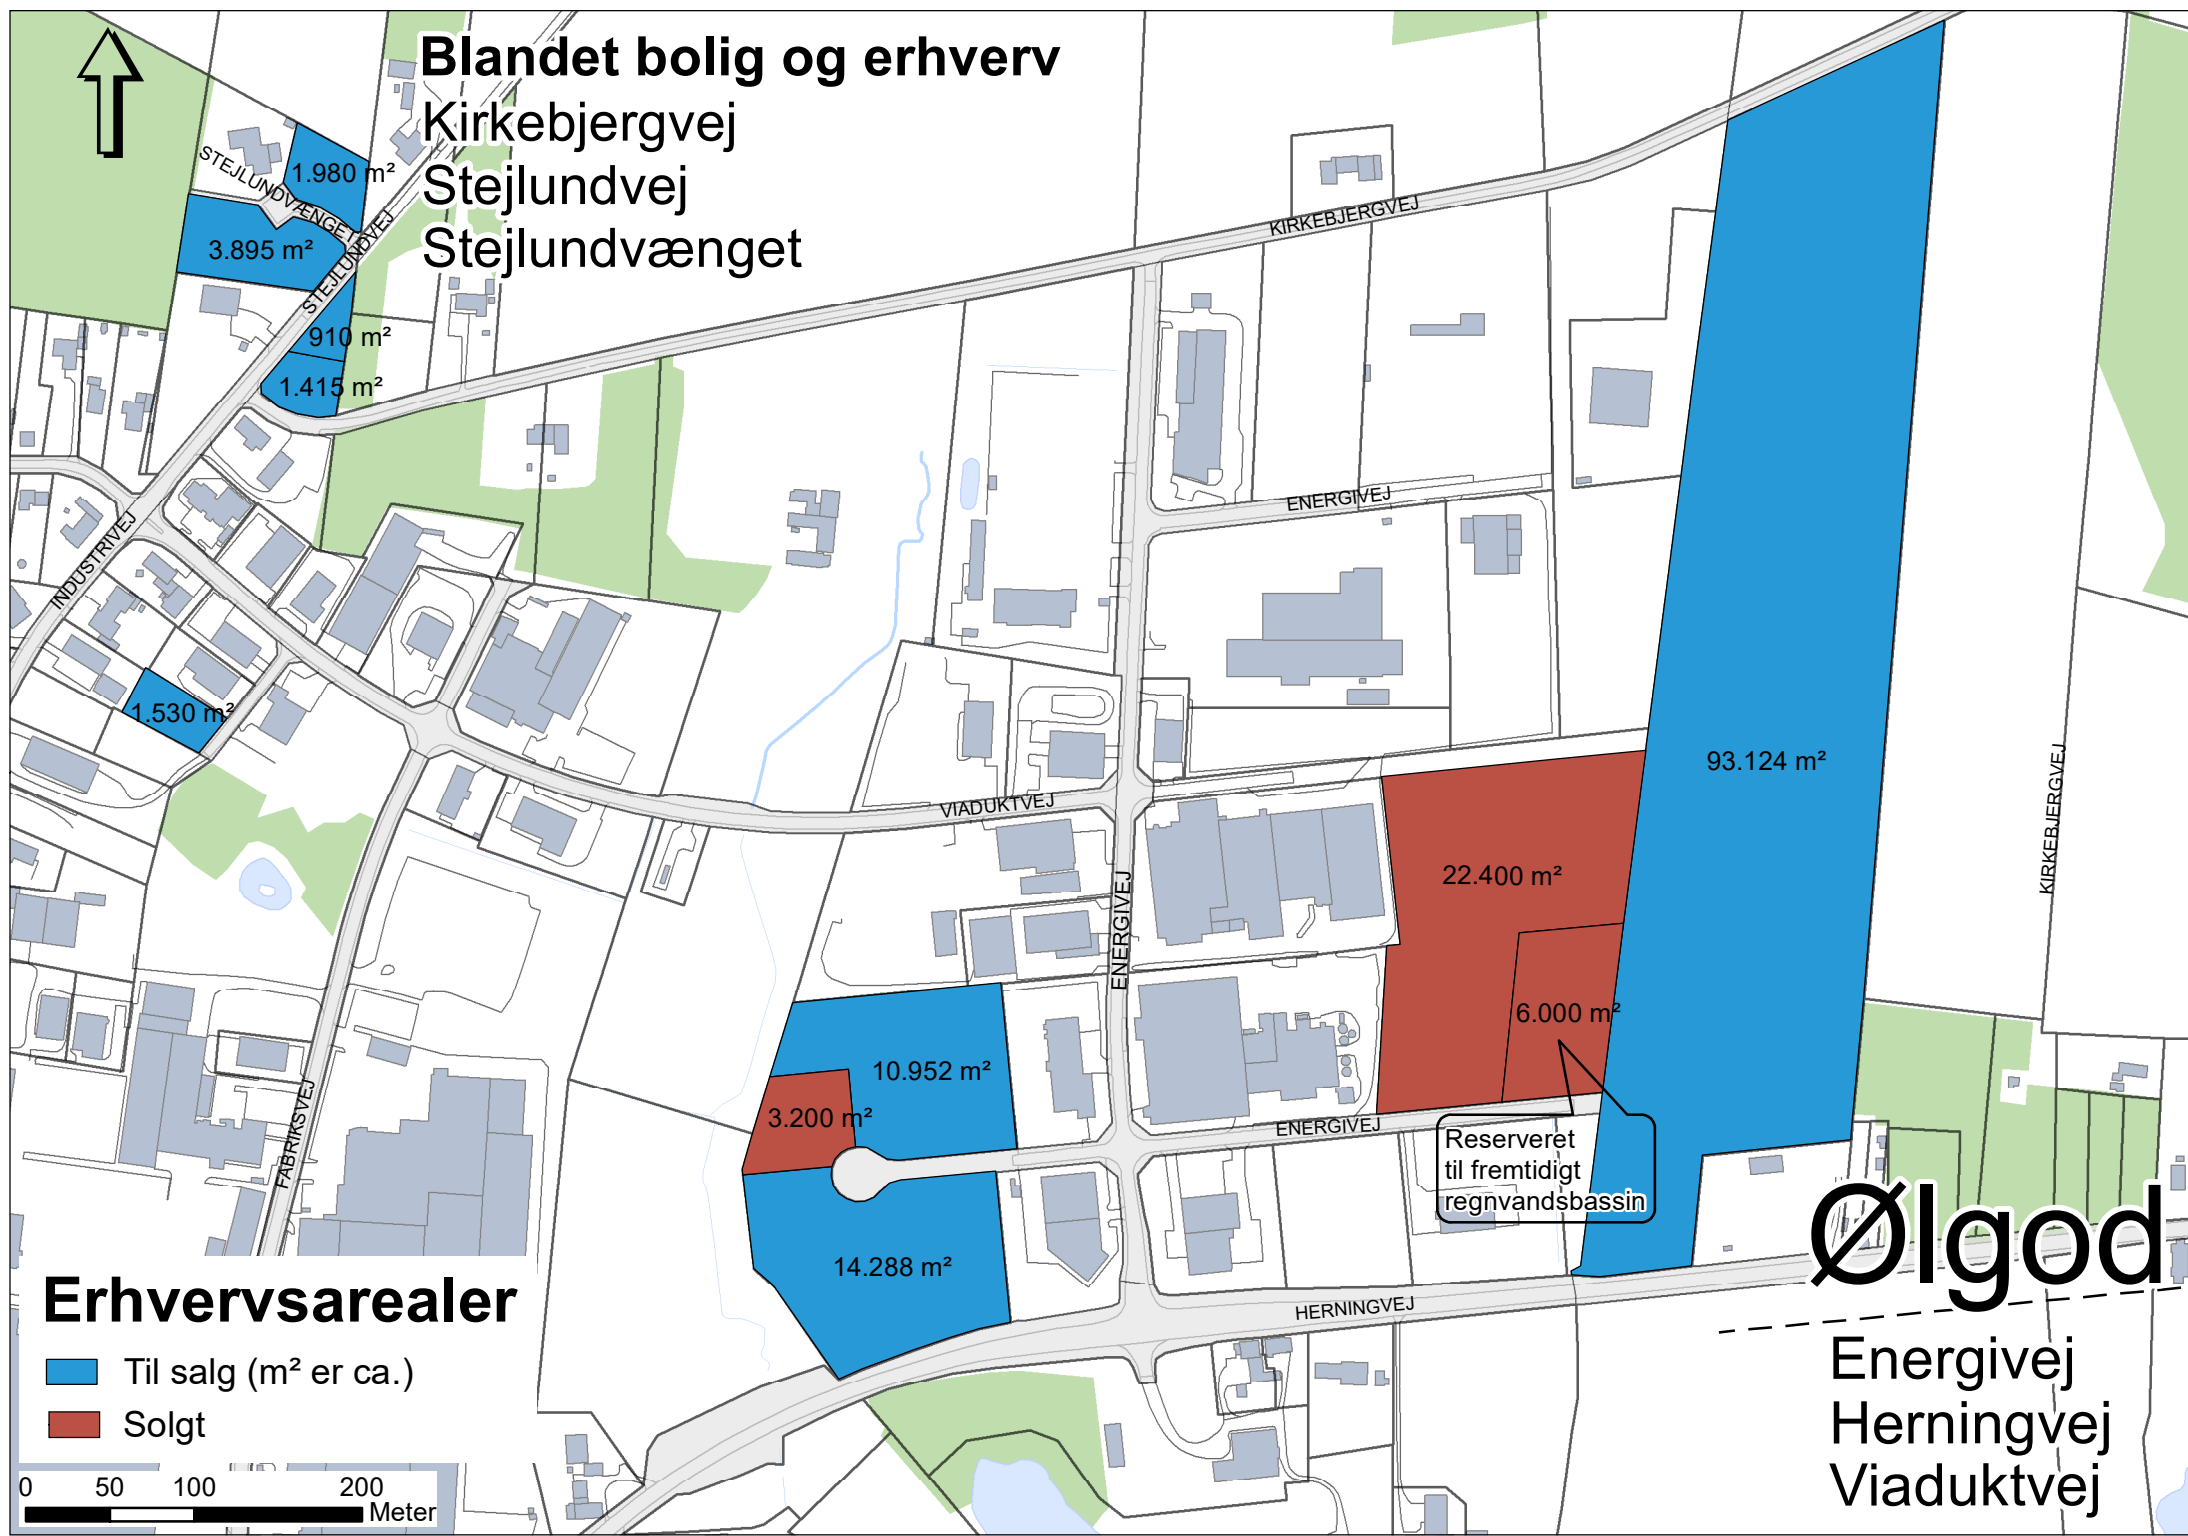 Blandet bolig og erhverv
Kirkebjergvej
Stejlundvej
Stejlundvænget
STEJLUNDVÆNGET
1.980 m²
3.895 m²
STEJLUNDVEJ
910 m²
1.415 m²
KIRKEBJERGVEJ
ENERGIVEJ
INDUSTRIVEJ
1.530 m²
93.124 m²
VIADUKTVEJ
KIRKEBJERGVEJ
22.400 m²
ENERGIVEJ
6.000 m²
10.952 m²
3.200 m²
ENERGIVEJ
FABRIKSVEJ
Reserveret
til fremtidigt
regnvandsbassin
14.288 m²
HERNINGVEJ
Ølgod
Energivej
Herningvej
Viaduktvej
Erhvervsarealer
Til salg (m² er ca.)
Solgt
0 50 100 200
Meter